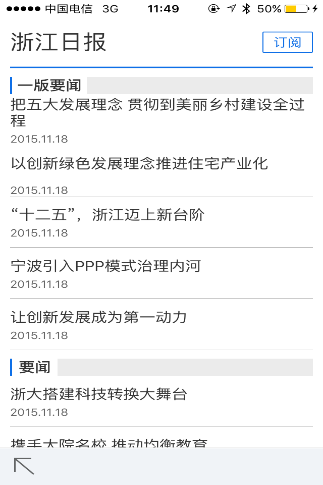 中国电信 3G 11:49 50%
浙江日报
订阅
一版要闻
把五大发展理念 贯彻到美丽乡村建设全过
程
2015.11.18
以创新绿色发展理念推进住宅产业化
2015.11.18
“十二五”，浙江迈上新台阶
2015.11.18
宁波引入PPP模式治理内河
2015.11.18
让创新发展成为第一动力
2015.11.18
要闻
浙大搭建科技转换大舞台
2015.11.18
携手大院名校 推动均衡教育